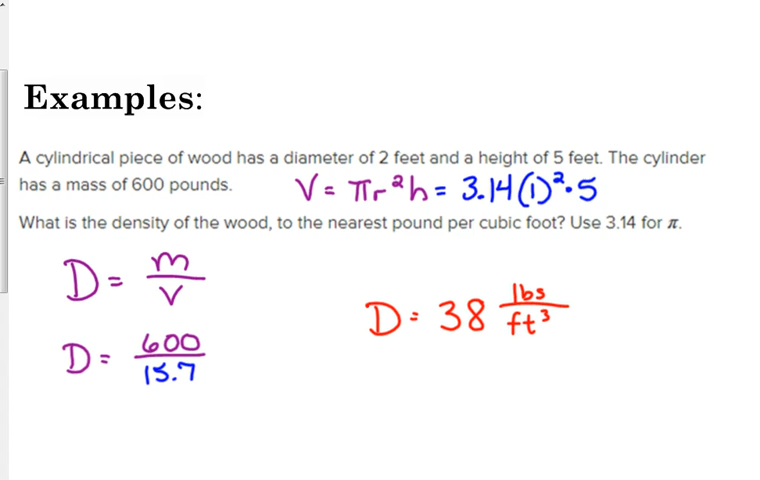 Examples:
A cylindrical piece of wood has a diameter of 2 feet and a height of 5 feet. The cylinder
has a mass of 600 pounds.
V = πr²h = 3.14(1)²·5
What is the density of the wood, to the nearest pound per cubic foot? Use 3.14 for π.
D = m/v
D = 600/15.7
D = 38 lbs/ft³